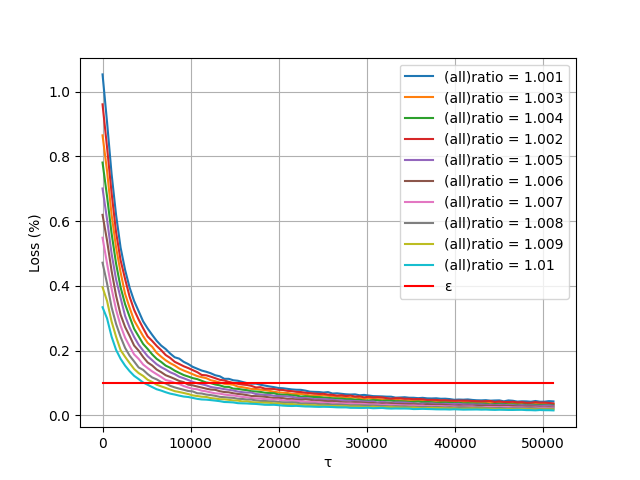 1.0
0.8
0.6
0.4
0.2
0.0
Loss (%)
0 10000 20000 30000 40000 50000
τ
(all)ratio = 1.001
(all)ratio = 1.003
(all)ratio = 1.004
(all)ratio = 1.002
(all)ratio = 1.005
(all)ratio = 1.006
(all)ratio = 1.007
(all)ratio = 1.008
(all)ratio = 1.009
(all)ratio = 1.01
ε